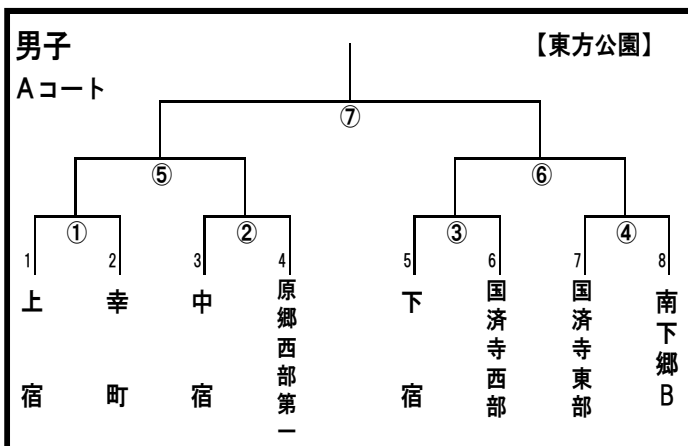 男子
【東方公園】
Aコート
⑦
⑤
⑥
①
②
③
④
1
2
3
4
5
6
7
8
上宿
幸町
中宿
原郷西部第一
下宿
国済寺西部
国済寺東部
南下郷B